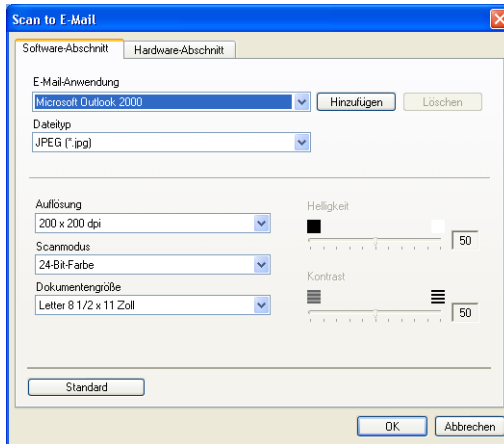 Scan to E-Mail
Software-Abschnitt
Hardware-Abschnitt
E-Mail-Anwendung
Microsoft Outlook 2000
Hinzufügen
Löschen
Dateityp
JPEG (*.jpg)
Auflösung
200 x 200 dpi
Scanmodus
24-Bit-Farbe
Dokumentengröße
Letter 8 1/2 x 11 Zoll
Helligkeit
50
Kontrast
50
Standard
OK
Abbrechen